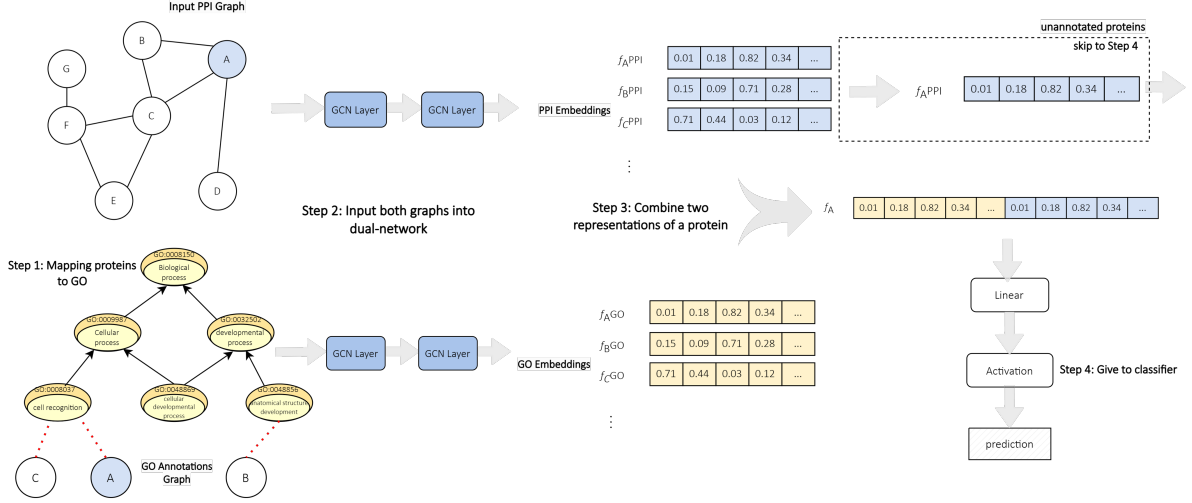 Input PPI Graph
B
A
G
F
C
E
D
GCN Layer
GCN Layer
PPI Embeddings
f_A PPI 0.01 0.18 0.82 0.34 ...
f_B PPI 0.15 0.09 0.71 0.28 ...
f_C PPI 0.71 0.44 0.03 0.12 ...
⋮
unannotated proteins
skip to Step 4
f_A PPI 0.01 0.18 0.82 0.34 ...
Step 2: Input both graphs into
dual-network
Step 3: Combine two
representations of a protein
f_A 0.01 0.18 0.82 0.34 ... 0.01 0.18 0.82 0.34 ...
Step 1: Mapping proteins
to GO
GO:0008150
Biological
process
GO:0009987
Cellular
process
GO:0032502
developmental
process
GO:0008037
cell recognition
GO:0048869
cellular
developmental
process
GO:0048856
anatomical structure
development
C
A
B
GO Annotations
Graph
GCN Layer
GCN Layer
GO Embeddings
f_A GO 0.01 0.18 0.82 0.34 ...
f_B GO 0.15 0.09 0.71 0.28 ...
f_C GO 0.71 0.44 0.03 0.12 ...
⋮
Linear
Activation
Step 4: Give to classifier
prediction